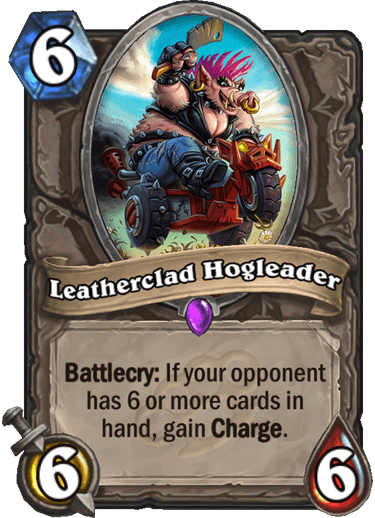 6
Leatherclad Hogleader
Battlecry: If your opponent
has 6 or more cards in
hand, gain Charge.
6
6